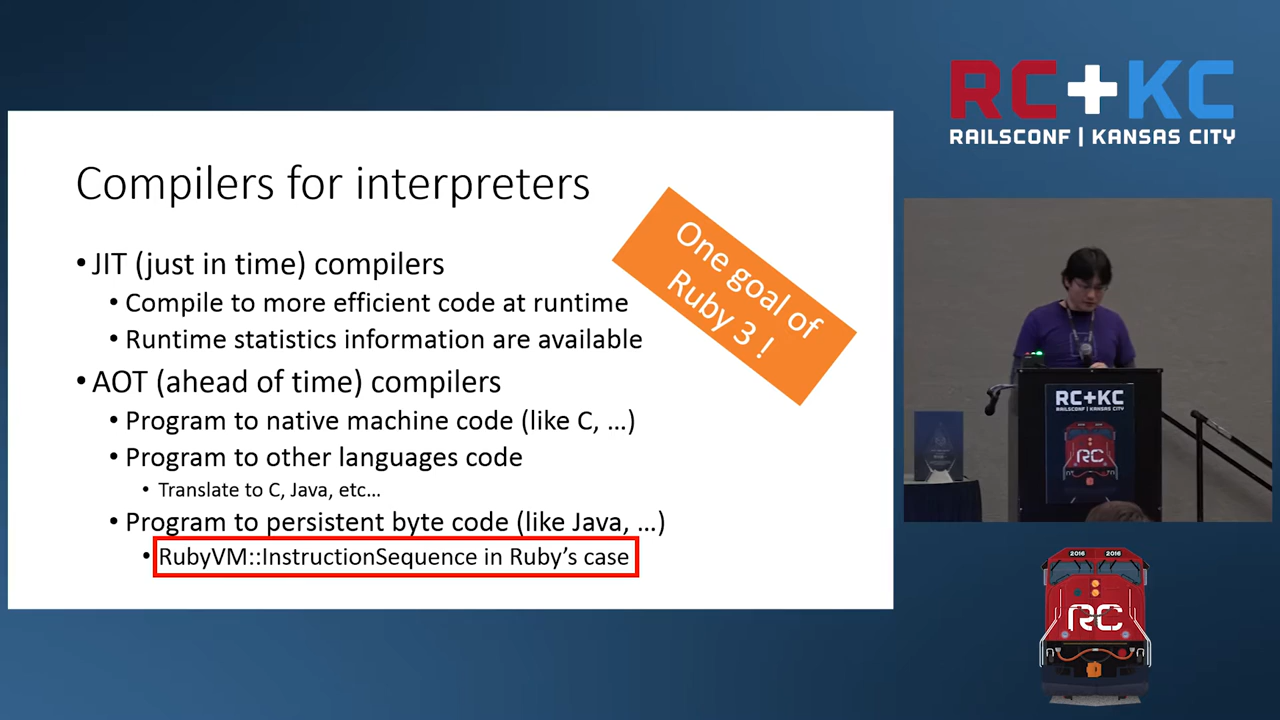 RC+KC
RAILSCONF | KANSAS CITY
Compilers for interpreters
One goal of
Ruby 3 !
• JIT (just in time) compilers
• Compile to more efficient code at runtime
• Runtime statistics information are available
• AOT (ahead of time) compilers
• Program to native machine code (like C, …)
• Program to other languages code
• Translate to C, Java, etc…
• Program to persistent byte code (like Java, …)
• RubyVM::InstructionSequence in Ruby’s case
RC+KC
RAILSCONF | KANSAS CITY
RC
2016 2016
RC